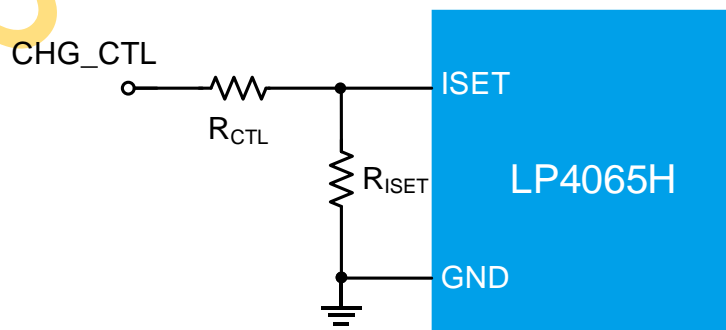 CHG_CTL
ISET
RCTL
RISET
LP4065H
GND